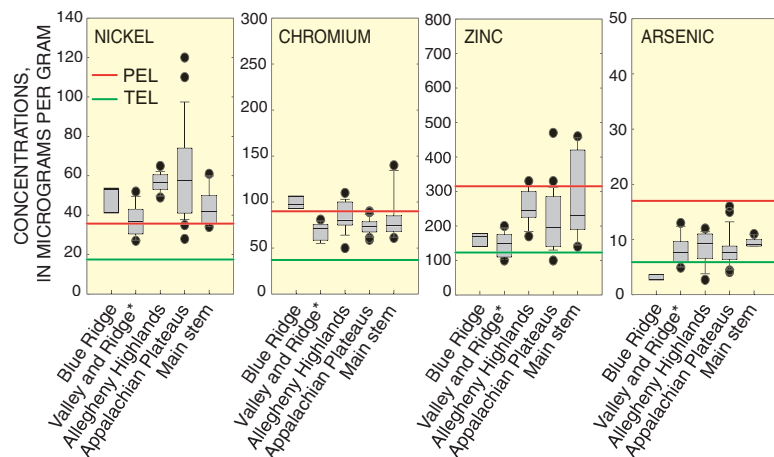 CONCENTRATIONS,
IN MICROGRAMS PER GRAM
NICKEL
PEL
TEL
140
120
100
80
60
40
20
0
Blue Ridge
Valley and Ridge*
Allegheny Highlands
Appalachian Plateaus
Main stem
CHROMIUM
300
250
200
150
100
50
0
Blue Ridge
Valley and Ridge*
Allegheny Highlands
Appalachian Plateaus
Main stem
ZINC
800
700
600
500
400
300
200
100
0
Blue Ridge
Valley and Ridge*
Allegheny Highlands
Appalachian Plateaus
Main stem
ARSENIC
50
40
30
20
10
0
Blue Ridge
Valley and Ridge*
Allegheny Highlands
Appalachian Plateaus
Main stem